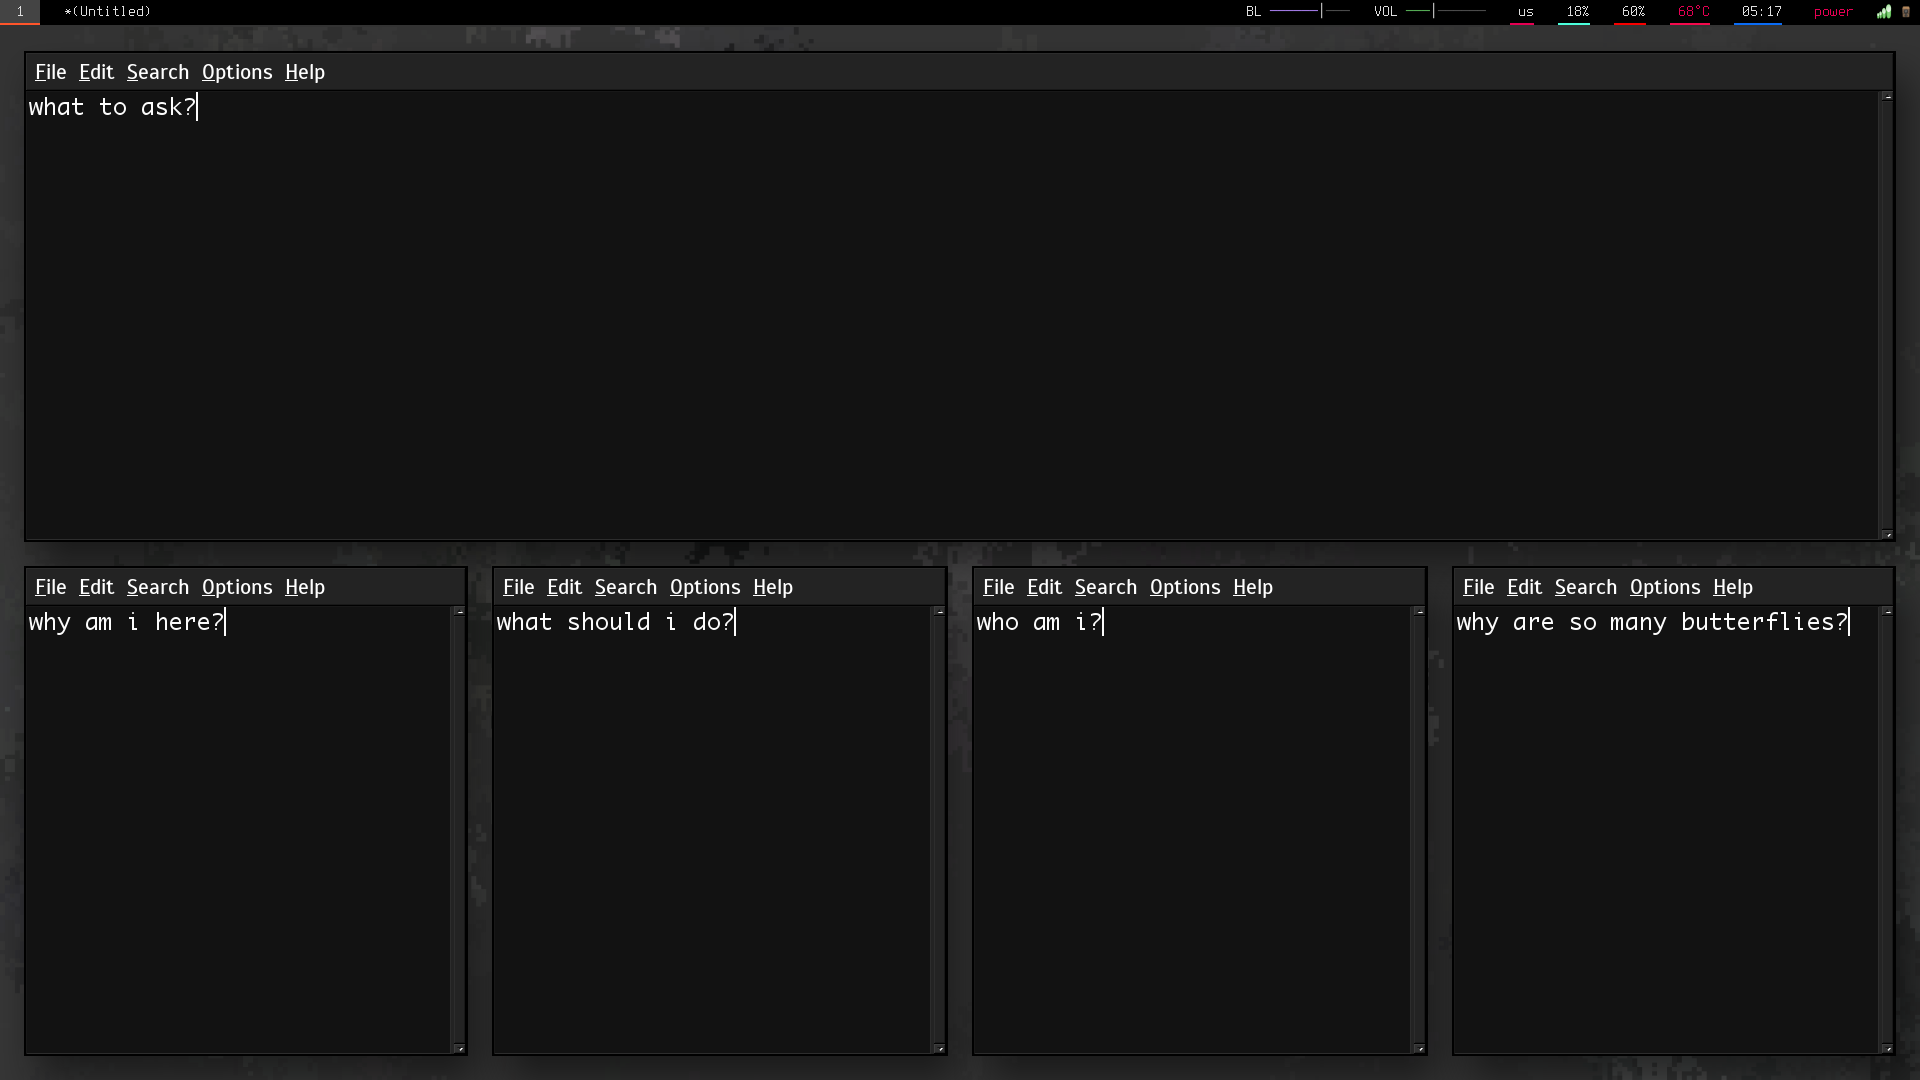 1 *(Untitled) BL VOL us 18% 60% 68°C 05:17 power
File Edit Search Options Help
what to ask?
File Edit Search Options Help
why am i here?
File Edit Search Options Help
what should i do?
File Edit Search Options Help
who am i?
File Edit Search Options Help
why are so many butterflies?